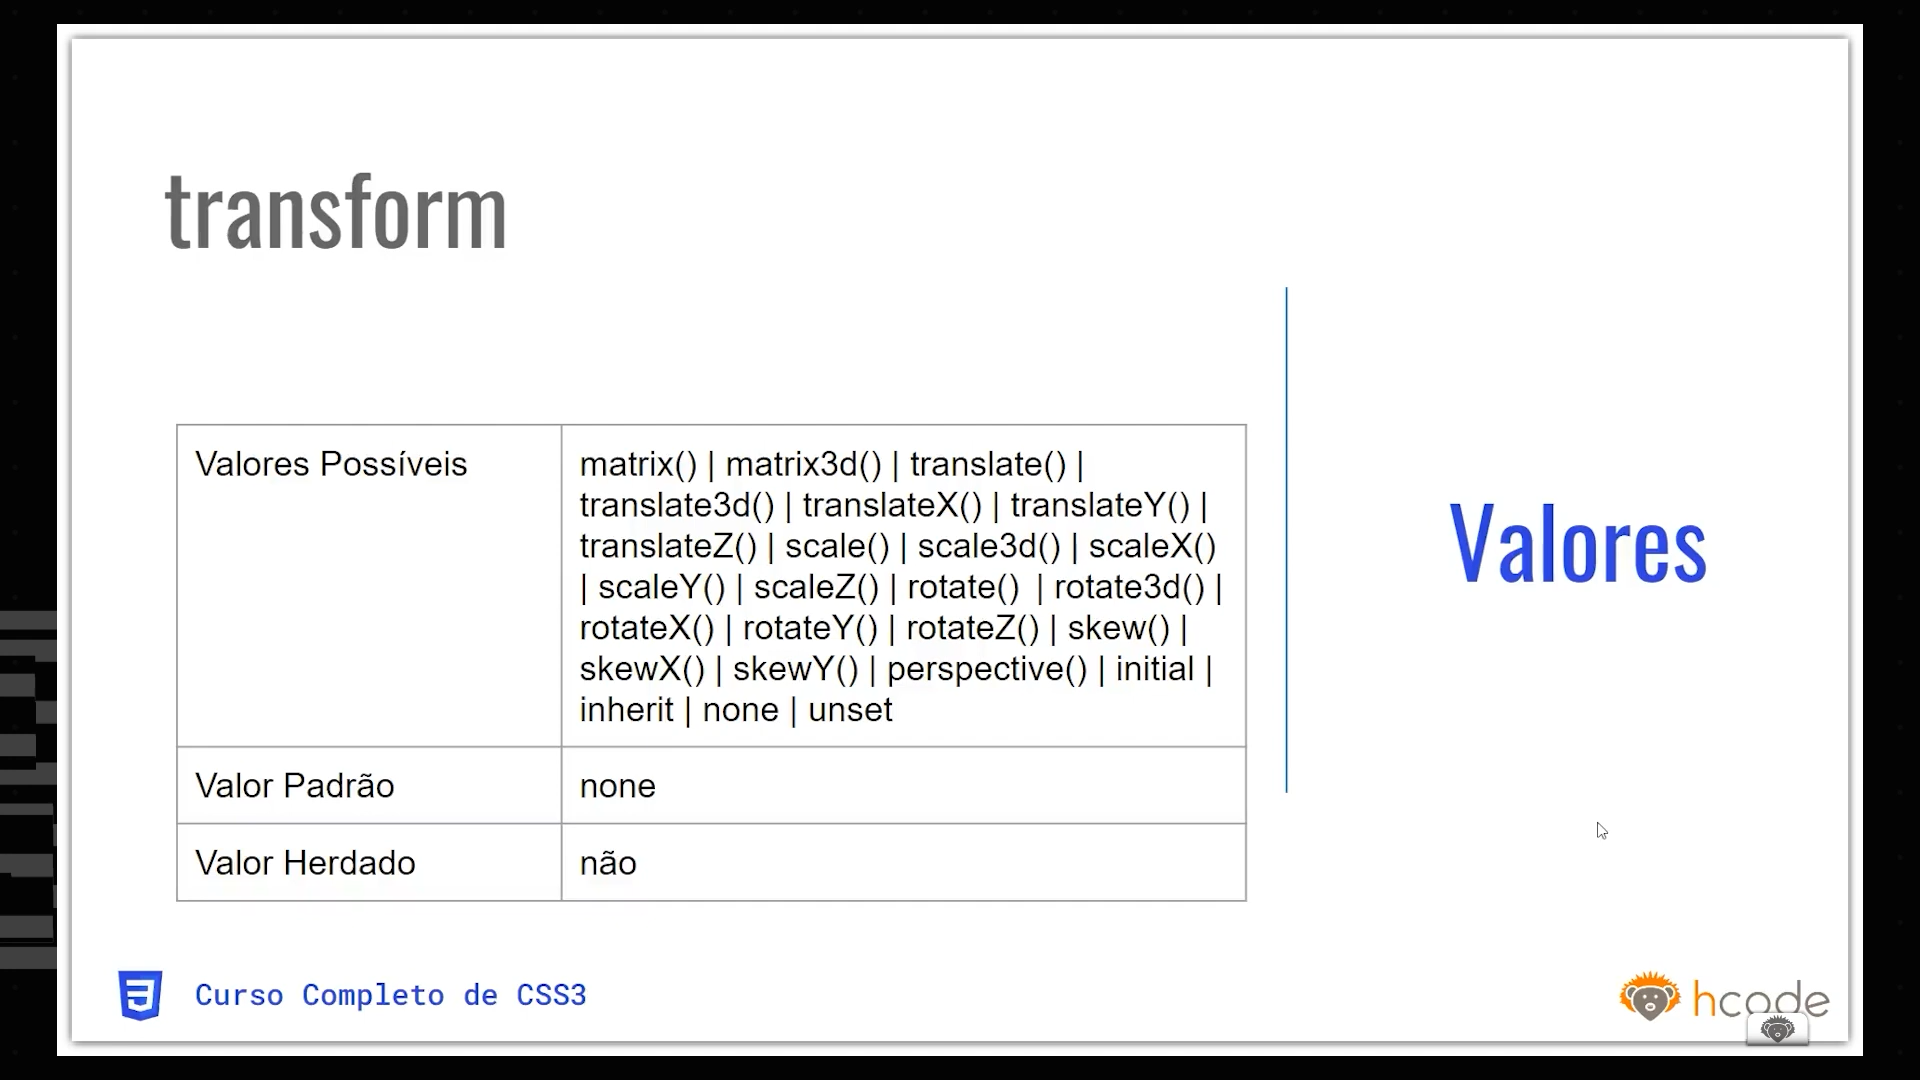 transform
Valores Possíveis
matrix() | matrix3d() | translate() |
translate3d() | translateX() | translateY() |
translateZ() | scale() | scale3d() | scaleX()
| scaleY() | scaleZ() | rotate()  | rotate3d() |
rotateX() | rotateY() | rotateZ() | skew() |
skewX() | skewY() | perspective() | initial |
inherit | none | unset
Valor Padrão
none
Valor Herdado
não
Valores
Curso Completo de CSS3
hcode